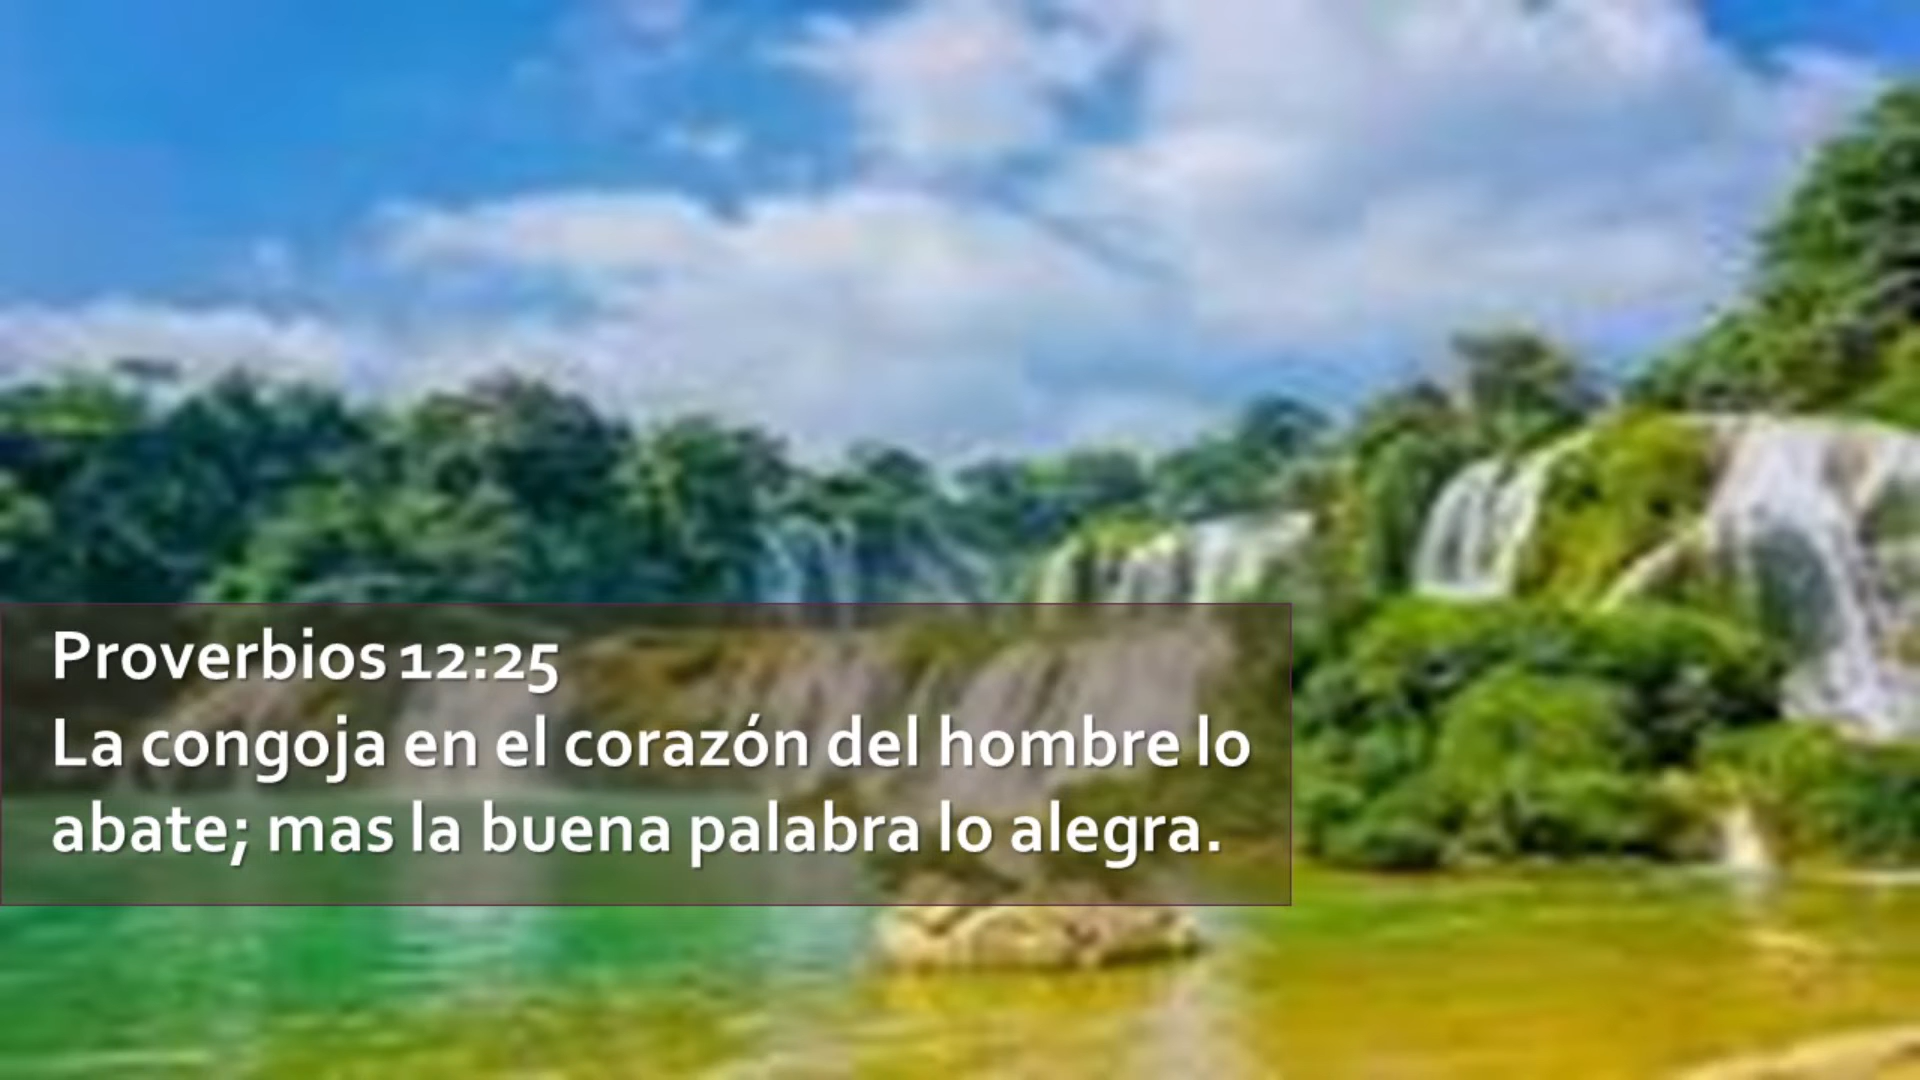 Proverbios 12:25
La congoja en el corazón del hombre lo
abate; mas la buena palabra lo alegra.